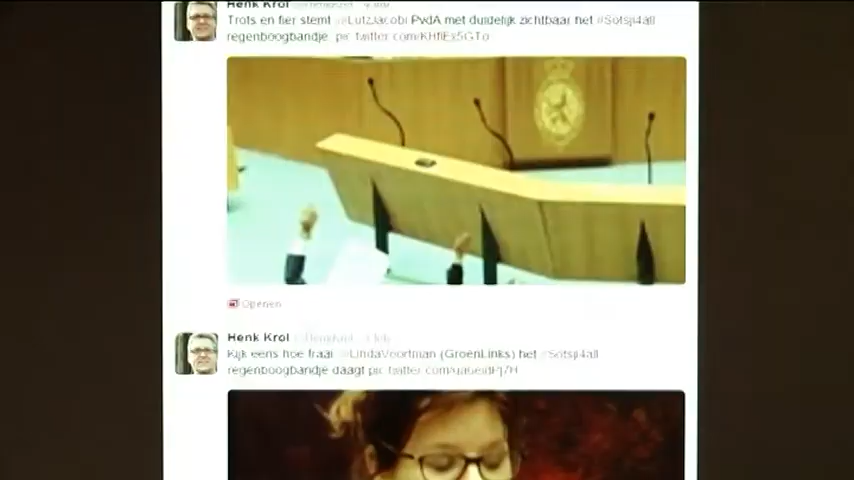 Henk Krol
Trots en fier stemt @LutzJacobi PvdA met duidelijk zichtbaar het #Sotsji4all
regenboogbandje. pic.twitter.com/
Openen
Henk Krol
Kijk eens hoe fraai @LindaVoortman (GroenLinks) het #Sotsji4all
regenboogbandje draagt pic.twitter.com/